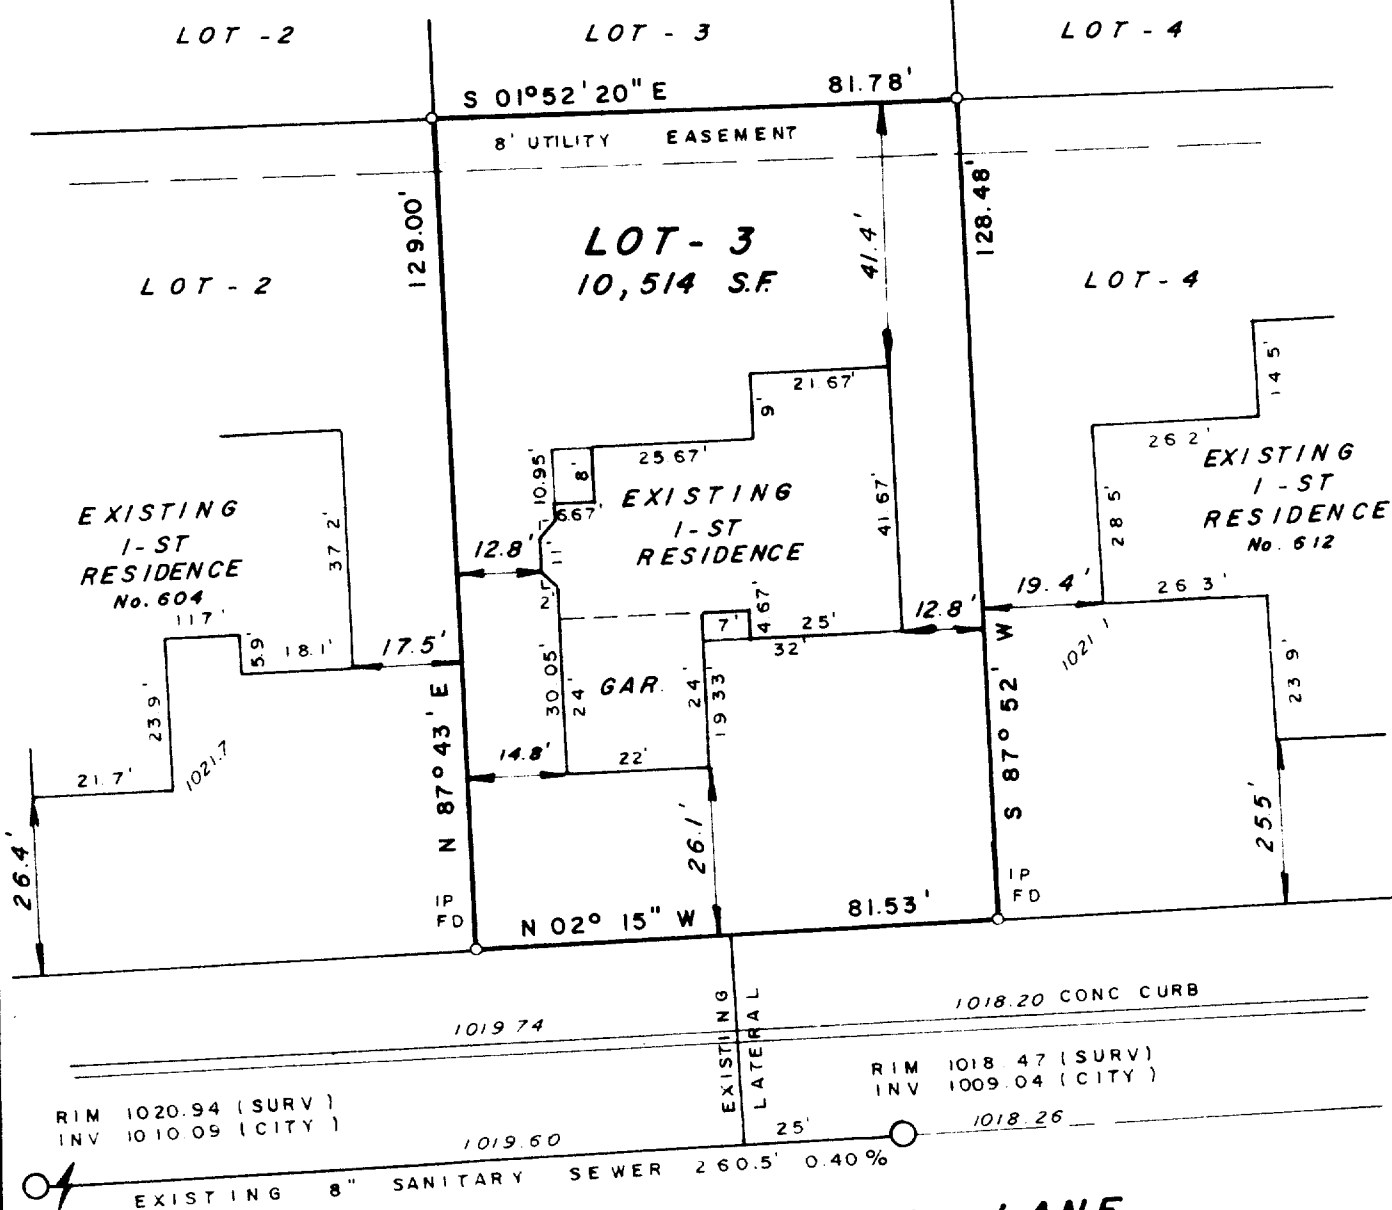 LOT -2
LOT - 3
LOT - 4
S 01°52'20" E 81.78'
8' UTILITY EASEMENT
129.00'
128.48'
41.4'
LOT - 3
10,514 S.F.
LOT - 2
LOT - 4
21.67'
9'
14 5'
26 2'
25.67'
10.95'
8'
6.67'
41.67'
28 5'
37 2'
EXISTING
1-ST
RESIDENCE
No. 604
EXISTING
1-ST
RESIDENCE
EXISTING
1-ST
RESIDENCE
No. 612
12.8'
11'
2'
19.4'
26 3'
12.8'
4.67'
7'
25'
32'
11 7'
5.9'
18.1'
17.5'
1021 1
23.9'
30.05'
24'
GAR.
24'
19 33'
23 9'
21.7'
1021.7
14.8'
22'
N 87° 43' E
S 87° 52' W
26.4'
26.1'
25 5'
IP
FD
IP
FD
N 02° 15" W 81.53'
EXISTING
LATERAL
1019 74
1018.20 CONC CURB
RIM 1020.94 (SURV)
INV 1010.09 (CITY)
RIM 1018.47 (SURV)
INV 1009.04 (CITY)
1019.60
25'
1018.26
EXISTING 8" SANITARY SEWER 260.5' 0.40%
LANE